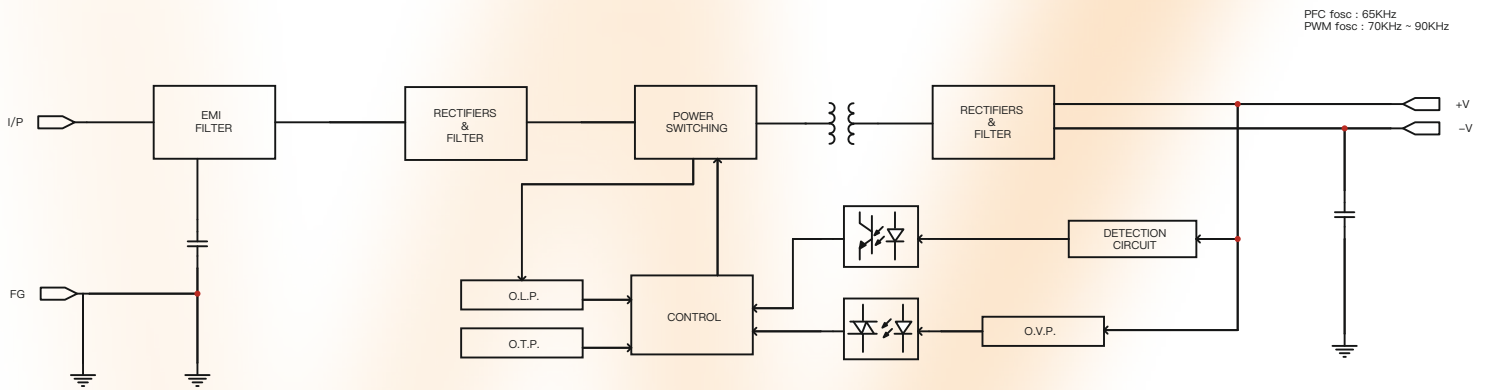 PFC fosc : 65KHz
PWM fosc : 70KHz ~ 90KHz
I/P
EMI
FILTER
RECTIFIERS
&
FILTER
POWER
SWITCHING
RECTIFIERS
&
FILTER
+V
−V
DETECTION
CIRCUIT
FG
O.L.P.
CONTROL
O.T.P.
O.V.P.